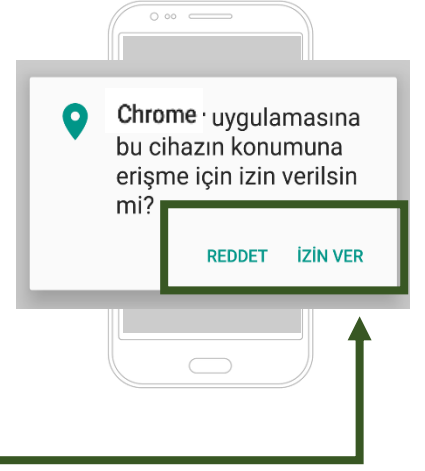 Chrome uygulamasına
bu cihazın konumuna
erişme için izin verilsin
mi?
REDDET İZİN VER